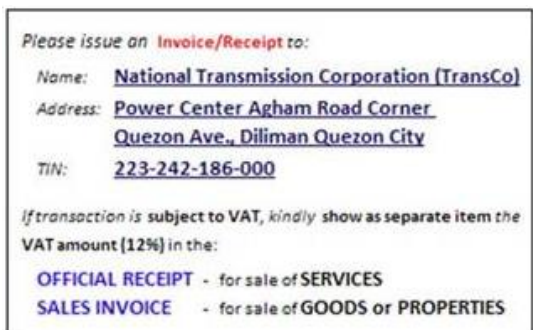 Please issue an Invoice/Receipt to:
Name: National Transmission Corporation (TransCo)
Address: Power Center Agham Road Corner
Quezon Ave., Diliman Quezon City
TIN: 223-242-186-000
If transaction is subject to VAT, kindly show as separate item the
VAT amount (12%) in the:
OFFICIAL RECEIPT - for sale of SERVICES
SALES INVOICE - for sale of GOODS or PROPERTIES